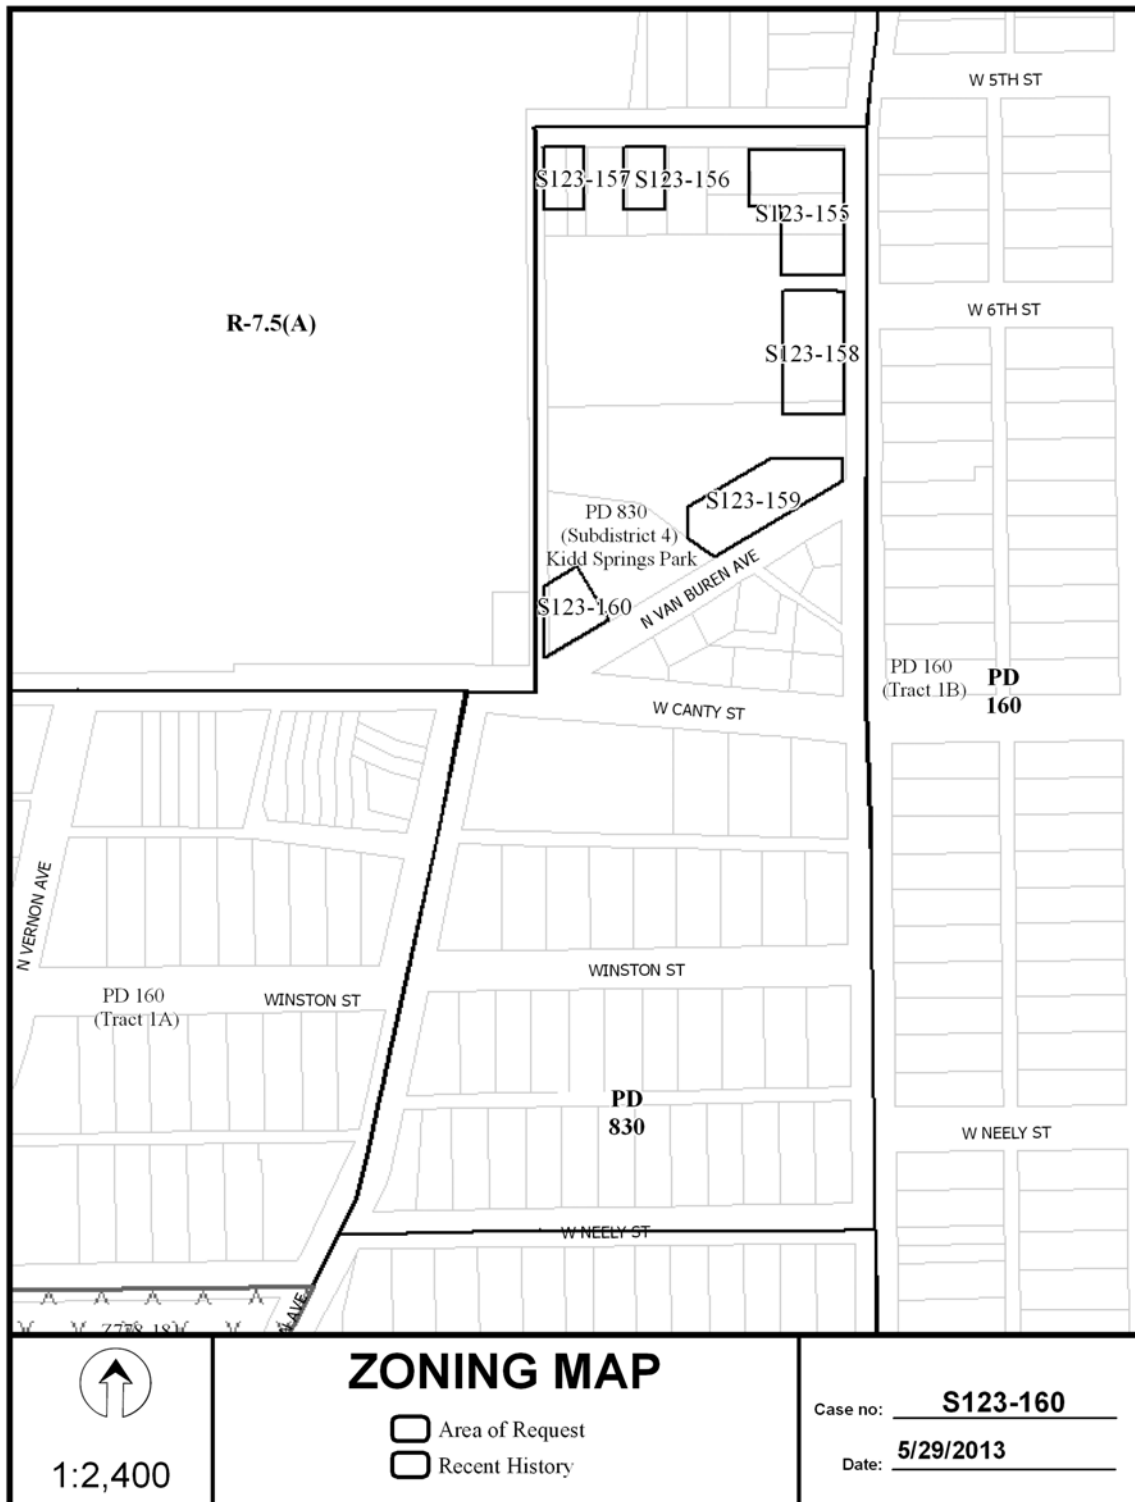 W 5TH ST
S123-157
S123-156
S123-155
W 6TH ST
R-7.5(A)
S123-158
S123-159
PD 830
(Subdistrict 4)
Kidd Springs Park
N VAN BUREN AVE
S123-160
PD 160
(Tract 1B)
PD
160
W CANTY ST
N VERNON AVE
WINSTON ST
PD 160
(Tract 1A)
WINSTON ST
PD
830
W NEELY ST
W NEELY ST
AVE
ZONING MAP
Area of Request
Recent History
1:2,400
Case no: S123-160
Date: 5/29/2013